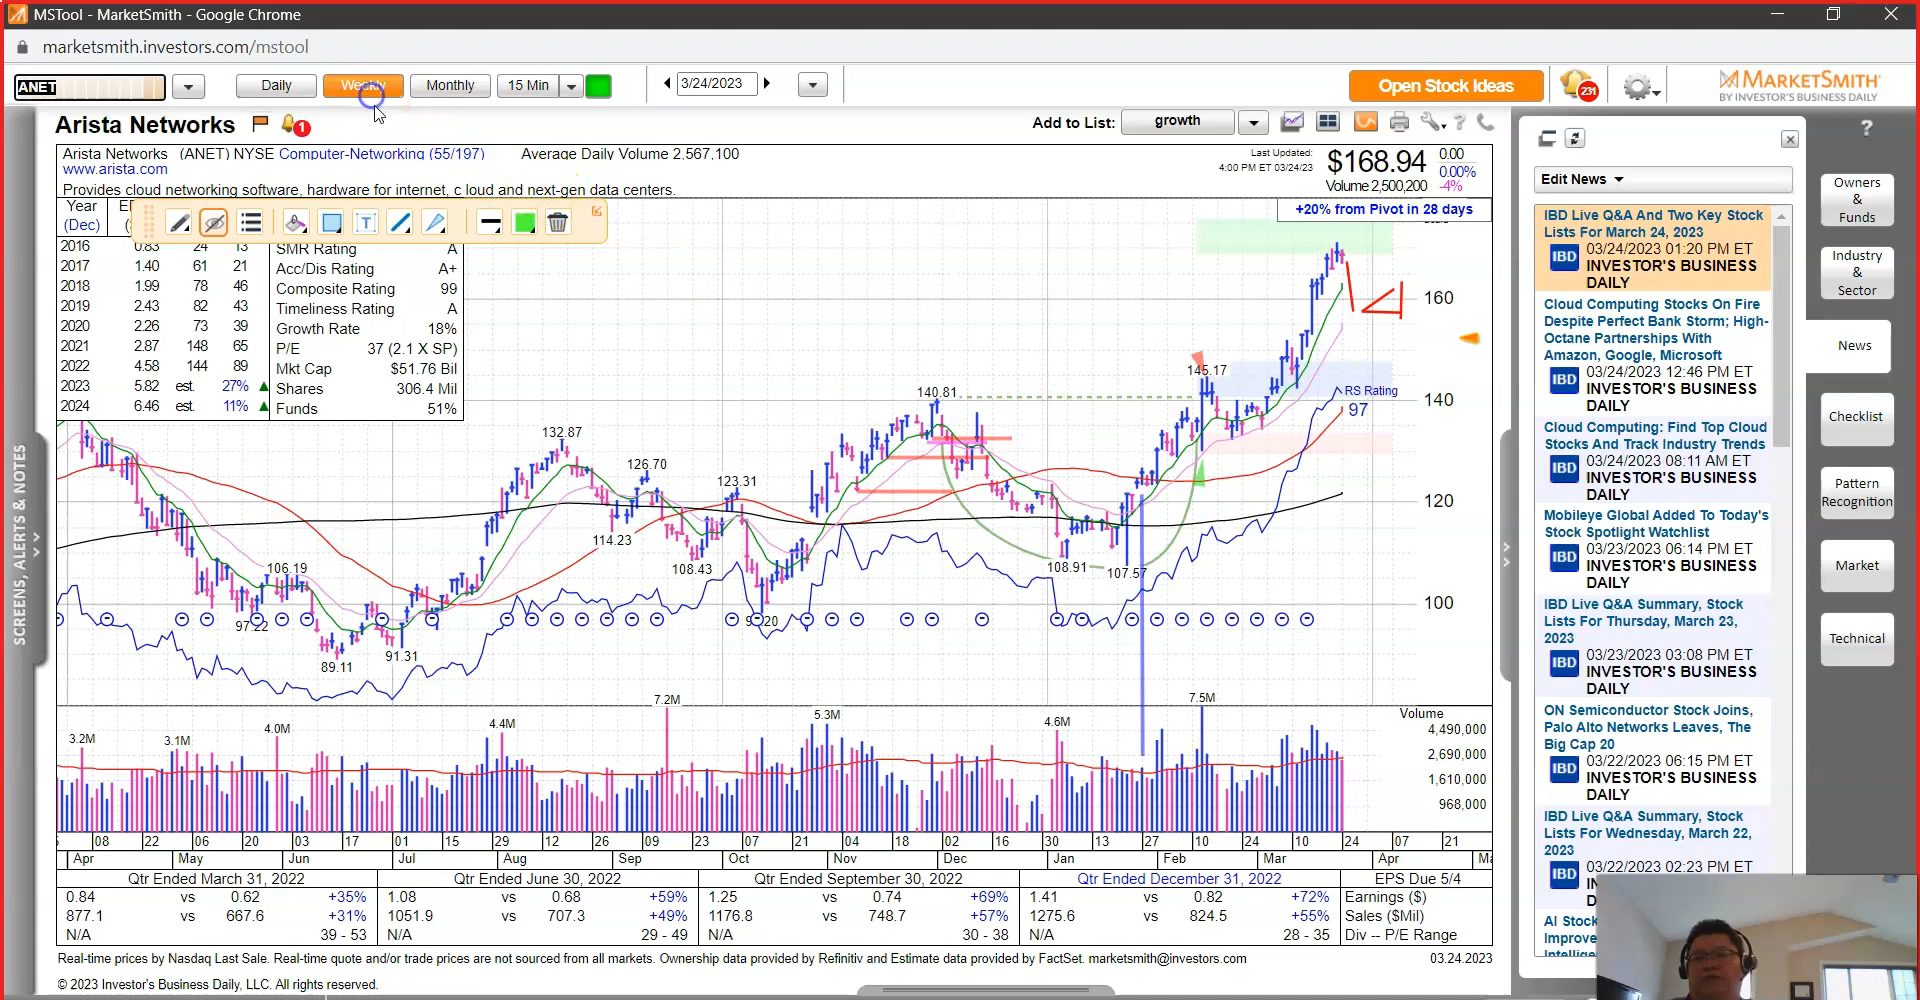 MSTool - MarketSmith - Google Chrome
marketsmith.investors.com/mstool
ANET
Daily
Weekly
Monthly
15 Min
3/24/2023
Open Stock Ideas
231
MARKETSMITH
BY INVESTOR'S BUSINESS DAILY
Arista Networks
1
Add to List:
growth
?
Arista Networks (ANET) NYSE Computer-Networking (55/197) Average Daily Volume 2,567,100
www.arista.com
Provides cloud networking software, hardware for internet, c loud and next-gen data centers.
Last Updated:
4:00 PM ET 03/24/23
$168.94 0.00
0.00%
Volume 2,500,200 -4%
+20% from Pivot in 28 days
Year
(Dec)
T
2016 0.83 24 13
2017 1.40 61 21
2018 1.99 78 46
2019 2.43 82 43
2020 2.26 73 39
2021 2.87 148 65
2022 4.58 144 89
2023 5.82 est. 27%
2024 6.46 est. 11%
SMR Rating A
Acc/Dis Rating A+
Composite Rating 99
Timeliness Rating A
Growth Rate 18%
P/E 37 (2.1 X SP)
Mkt Cap $51.76 Bil
Shares 306.4 Mil
Funds 51%
160
140
120
100
145.17
140.81
RS Rating
97
132.87
126.70
123.31
114.23
108.43
106.19
97.22
89.11
91.31
108.91
107.57
3.2M
3.1M
4.0M
4.4M
7.2M
5.3M
4.6M
7.5M
Volume
4,490,000
2,690,000
1,610,000
968,000
08 22 06 20 03 17 01 15 29 12 26 09 23 07 21 04 18 02 16 30 13 27 10 24 10 24 07 21
Apr May Jun Jul Aug Sep Oct Nov Dec Jan Feb Mar Apr
Qtr Ended March 31, 2022 Qtr Ended June 30, 2022 Qtr Ended September 30, 2022 Qtr Ended December 31, 2022 EPS Due 5/4
0.84 vs 0.62 +35% 1.08 vs 0.68 +59% 1.25 vs 0.74 +69% 1.41 vs 0.82 +72% Earnings ($)
877.1 vs 667.6 +31% 1051.9 vs 707.3 +49% 1176.8 vs 748.7 +57% 1275.6 vs 824.5 +55% Sales ($Mil)
N/A 39 - 53 N/A 29 - 49 N/A 30 - 38 N/A 28 - 35 Div -- P/E Range
Real-time prices by Nasdaq Last Sale. Real-time quote and/or trade prices are not sourced from all markets. Ownership data provided by Refinitiv and Estimate data provided by FactSet. marketsmith@investors.com
03.24.2023
© 2023 Investor's Business Daily, LLC. All rights reserved.
SCREENS, ALERTS & NOTES
Edit News
IBD Live Q&A And Two Key Stock
Lists For March 24, 2023
IBD
03/24/2023 01:20 PM ET
INVESTOR'S BUSINESS
DAILY
Cloud Computing Stocks On Fire
Despite Perfect Bank Storm; High-
Octane Partnerships With
Amazon, Google, Microsoft
IBD
03/24/2023 12:46 PM ET
INVESTOR'S BUSINESS
DAILY
Cloud Computing: Find Top Cloud
Stocks And Track Industry Trends
IBD
03/24/2023 08:11 AM ET
INVESTOR'S BUSINESS
DAILY
Mobileye Global Added To Today's
Stock Spotlight Watchlist
IBD
03/23/2023 06:14 PM ET
INVESTOR'S BUSINESS
DAILY
IBD Live Q&A Summary, Stock
Lists For Thursday, March 23,
2023
IBD
03/23/2023 03:08 PM ET
INVESTOR'S BUSINESS
DAILY
ON Semiconductor Stock Joins,
Palo Alto Networks Leaves, The
Big Cap 20
IBD
03/22/2023 06:15 PM ET
INVESTOR'S BUSINESS
DAILY
IBD Live Q&A Summary, Stock
Lists For Wednesday, March 22,
2023
IBD
03/22/2023 02:23 PM ET
AI Stock
Improve
?
Owners
&
Funds
Industry
&
Sector
News
Checklist
Pattern
Recognition
Market
Technical